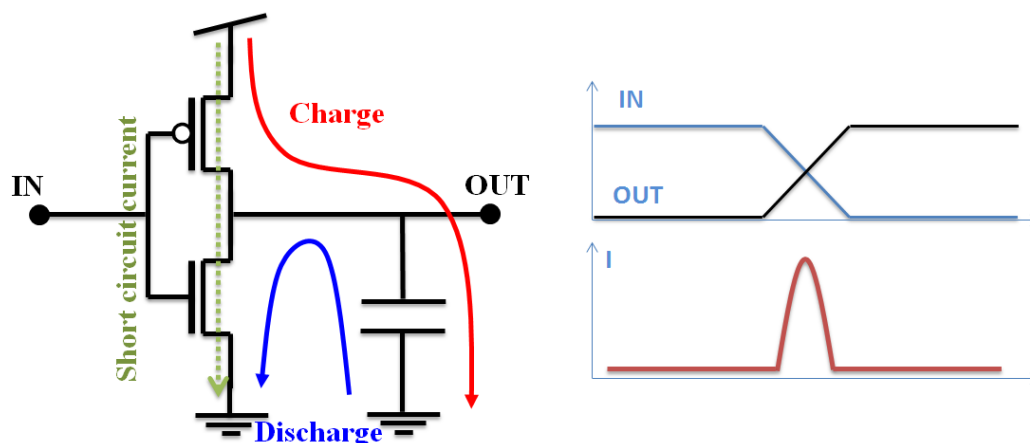 Charge
IN
OUT
Short circuit current
Discharge
IN
OUT
I